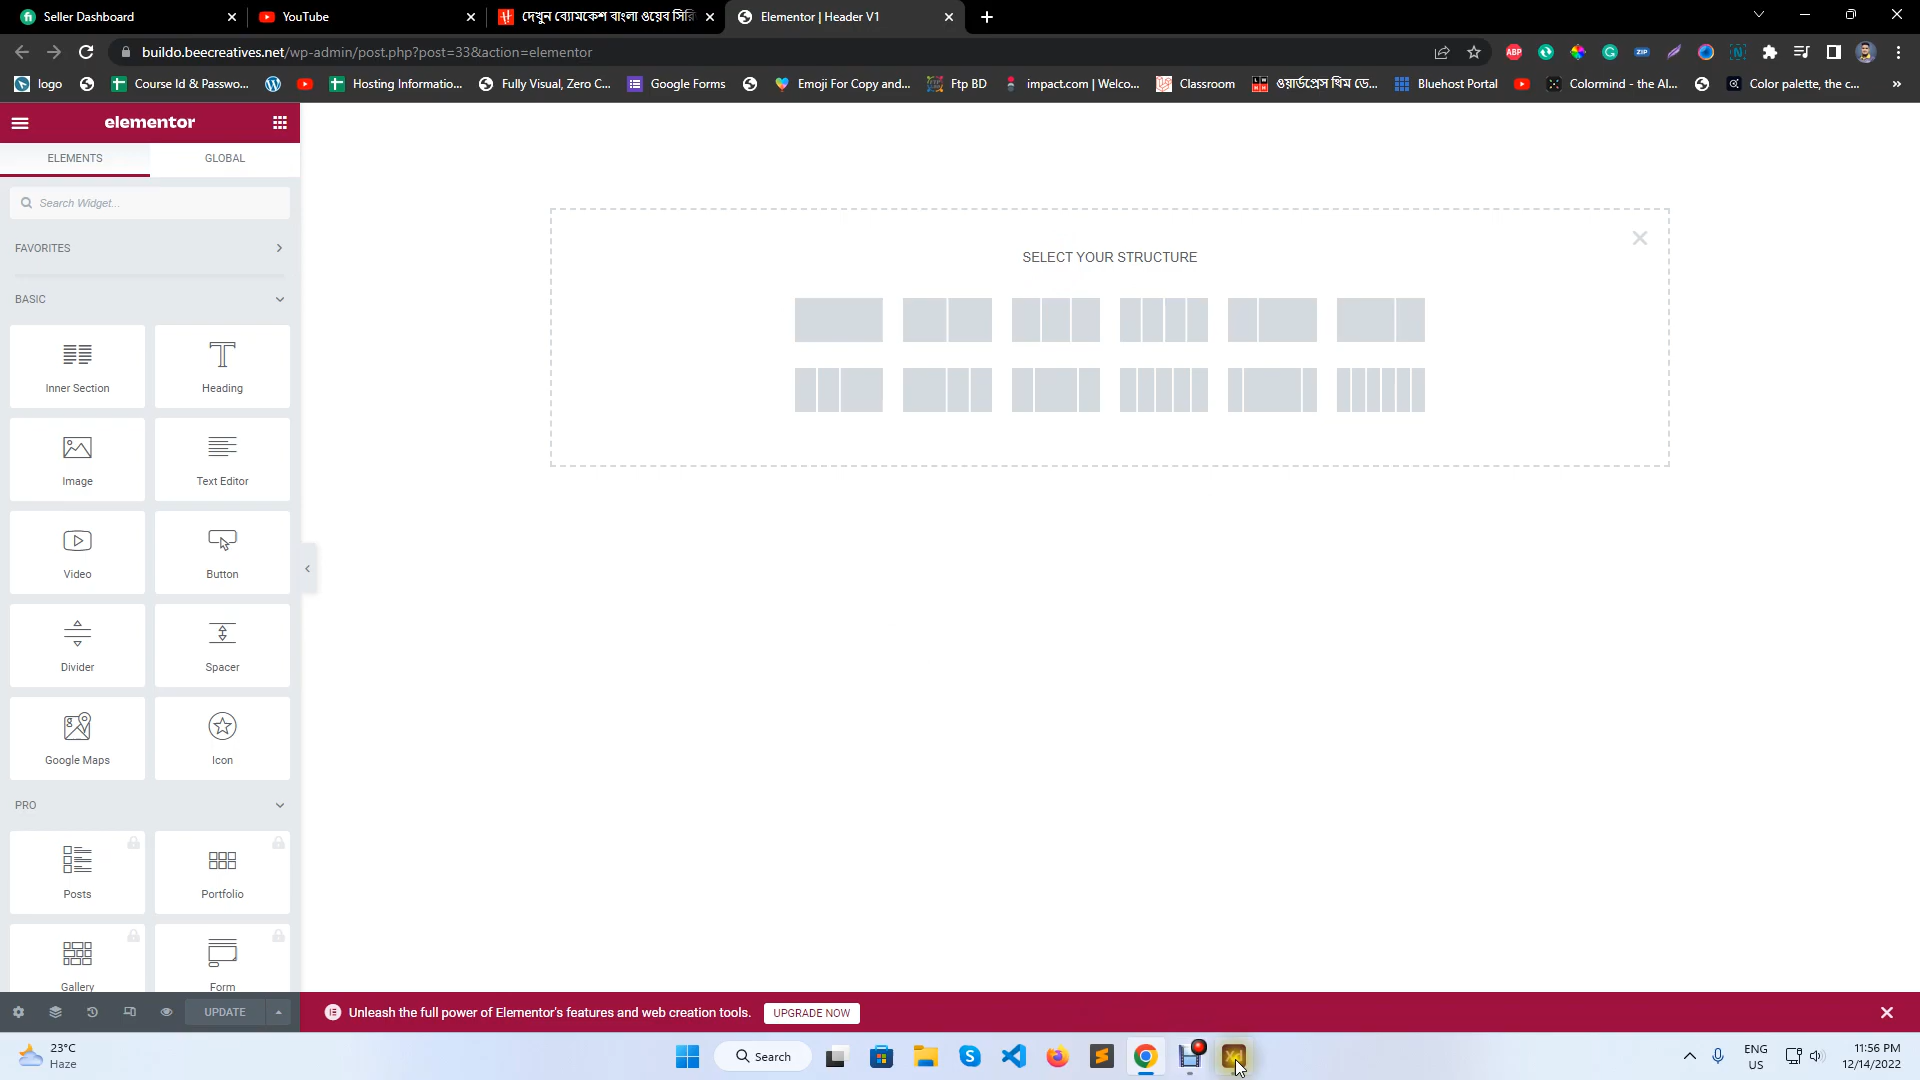 Seller Dashboard
YouTube
দেখুন ব্যোমকেশ বাংলা ওয়েব সিরি
Elementor | Header V1
buildo.beecreatives.net/wp-admin/post.php?post=33&action=elementor
logo
Course Id & Passwo...
Hosting Informatio...
Fully Visual, Zero C...
Google Forms
Emoji For Copy and...
Ftp BD
impact.com | Welco...
Classroom
ওয়ার্ডপ্রেস থিম ডে...
Bluehost Portal
Colormind - the AI...
Color palette, the c...
elementor
ELEMENTS
GLOBAL
Search Widget...
FAVORITES
BASIC
Inner Section
Heading
Image
Text Editor
Video
Button
Divider
Spacer
Google Maps
Icon
PRO
Posts
Portfolio
Gallery
Form
SELECT YOUR STRUCTURE
UPDATE
Unleash the full power of Elementor's features and web creation tools.
UPGRADE NOW
23°C
Haze
Search
ENG
US
11:56 PM
12/14/2022